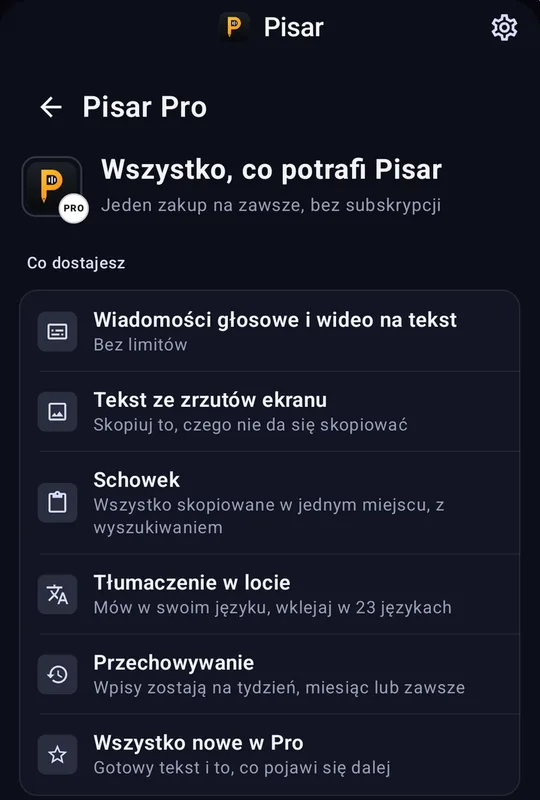 Pisar
Pisar Pro
Wszystko, co potrafi Pisar
PRO
Jeden zakup na zawsze, bez subskrypcji
Co dostajesz
Wiadomości głosowe i wideo na tekst
Bez limitów
Tekst ze zrzutów ekranu
Skopiuj to, czego nie da się skopiować
Schowek
Wszystko skopiowane w jednym miejscu, z
wyszukiwaniem
Tłumaczenie w locie
Mów w swoim języku, wklejaj w 23 językach
Przechowywanie
Wpisy zostają na tydzień, miesiąc lub zawsze
Wszystko nowe w Pro
Gotowy tekst i to, co pojawi się dalej